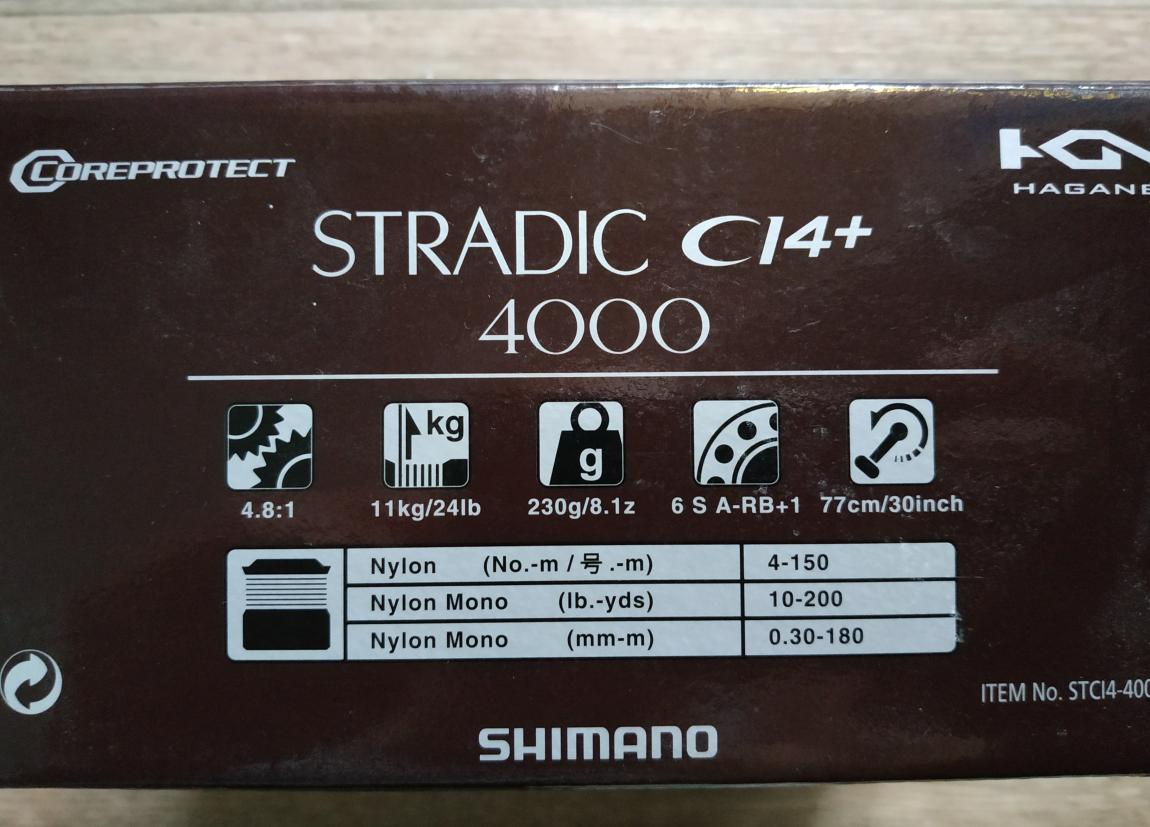 COREPROTECT
HAGANE
STRADIC CI4+
4000
kg
g
4.8:1
11kg/24lb
230g/8.1z
6 S A-RB+1
77cm/30inch
Nylon (No.-m / 号 .-m) 4-150
Nylon Mono (lb.-yds) 10-200
Nylon Mono (mm-m) 0.30-180
ITEM No. STCI4-400
SHIMANO